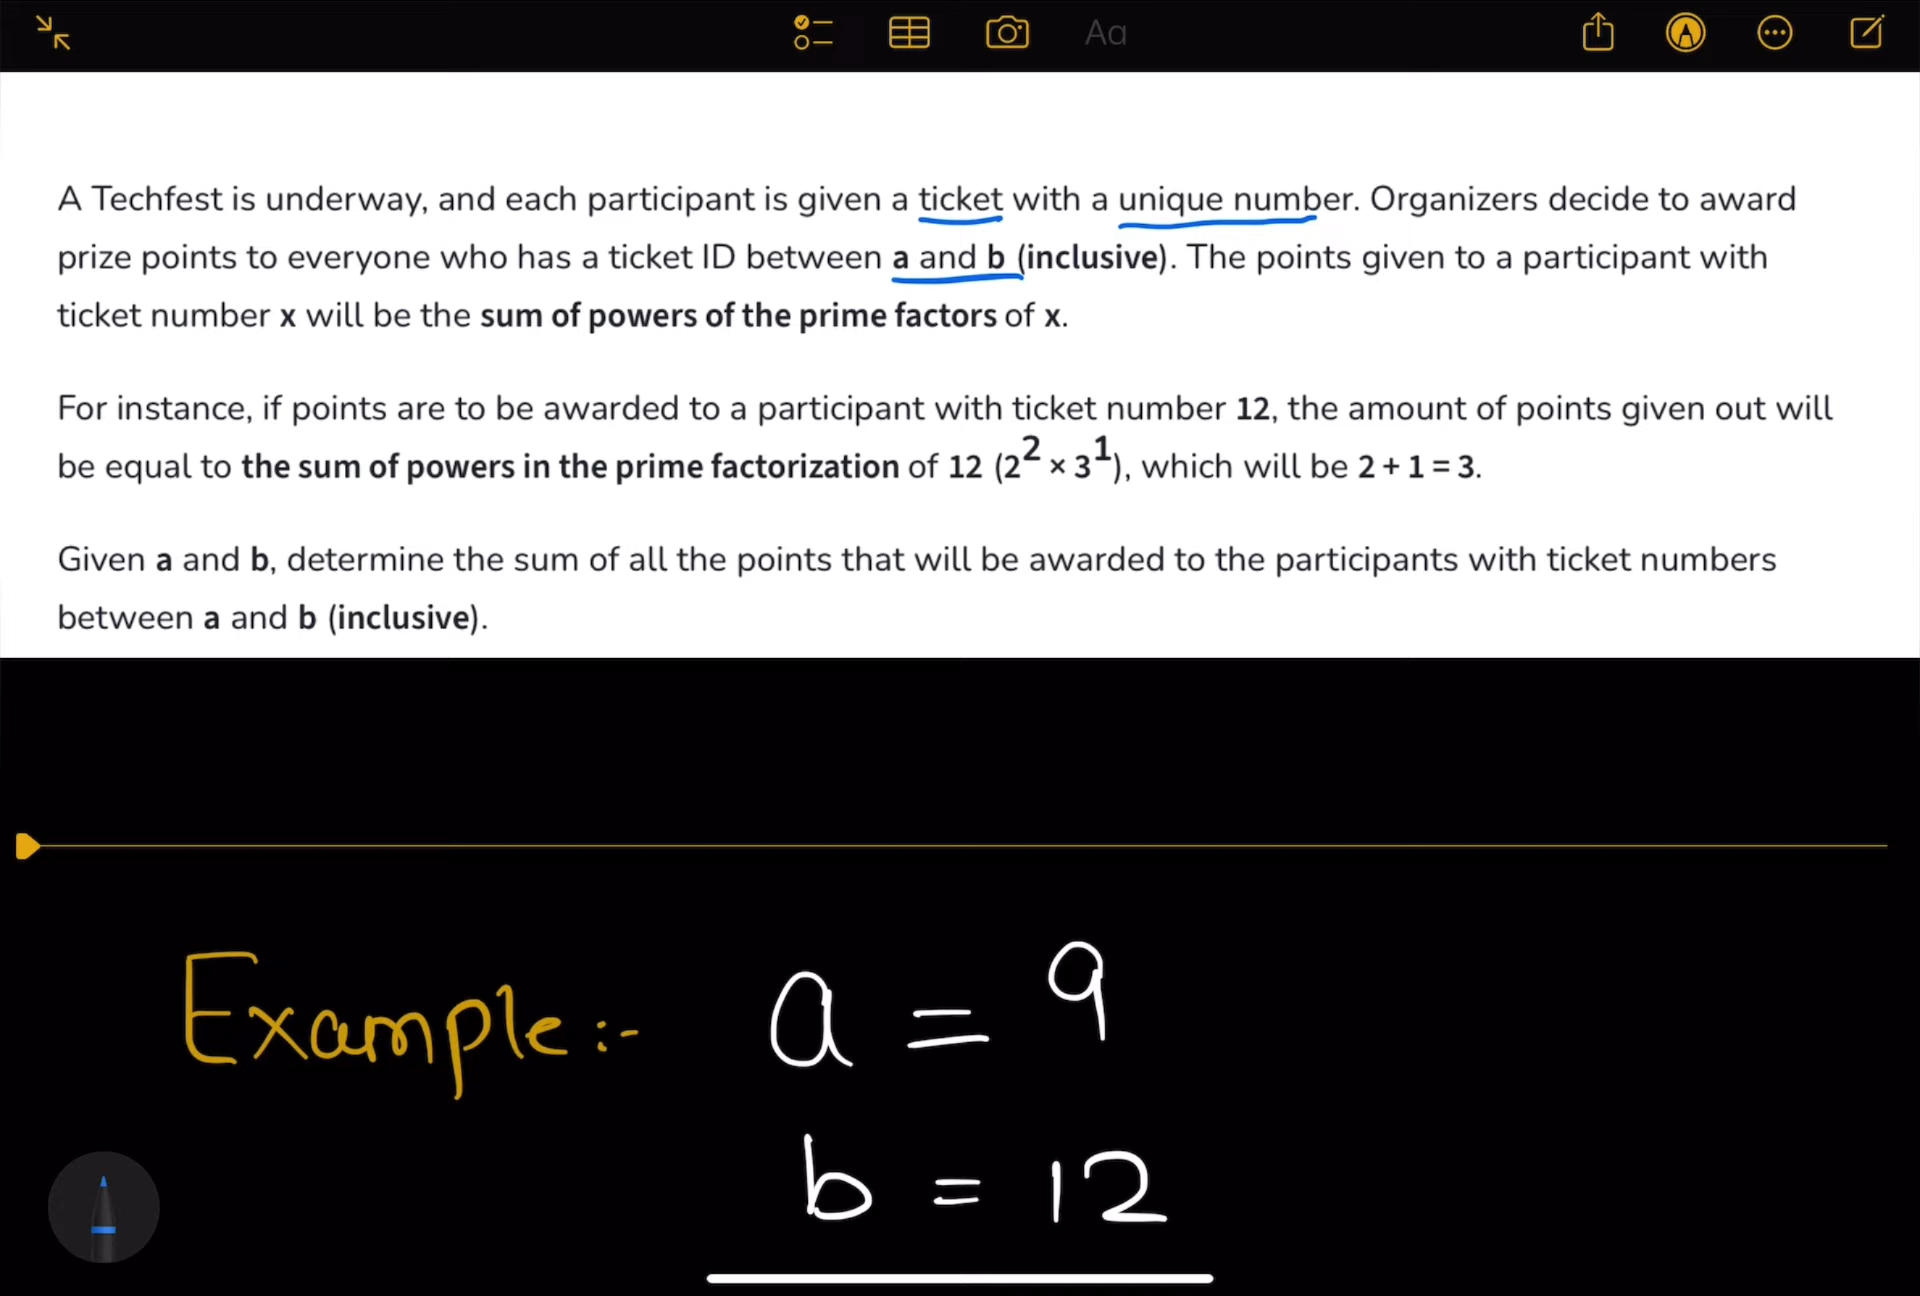 Aa
A Techfest is underway, and each participant is given a ticket with a unique number. Organizers decide to award
prize points to everyone who has a ticket ID between a and b (inclusive). The points given to a participant with
ticket number x will be the sum of powers of the prime factors of x.
For instance, if points are to be awarded to a participant with ticket number 12, the amount of points given out will
be equal to the sum of powers in the prime factorization of 12 (2² × 3¹), which will be 2 + 1 = 3.
Given a and b, determine the sum of all the points that will be awarded to the participants with ticket numbers
between a and b (inclusive).
Example :- a = 9
b = 12